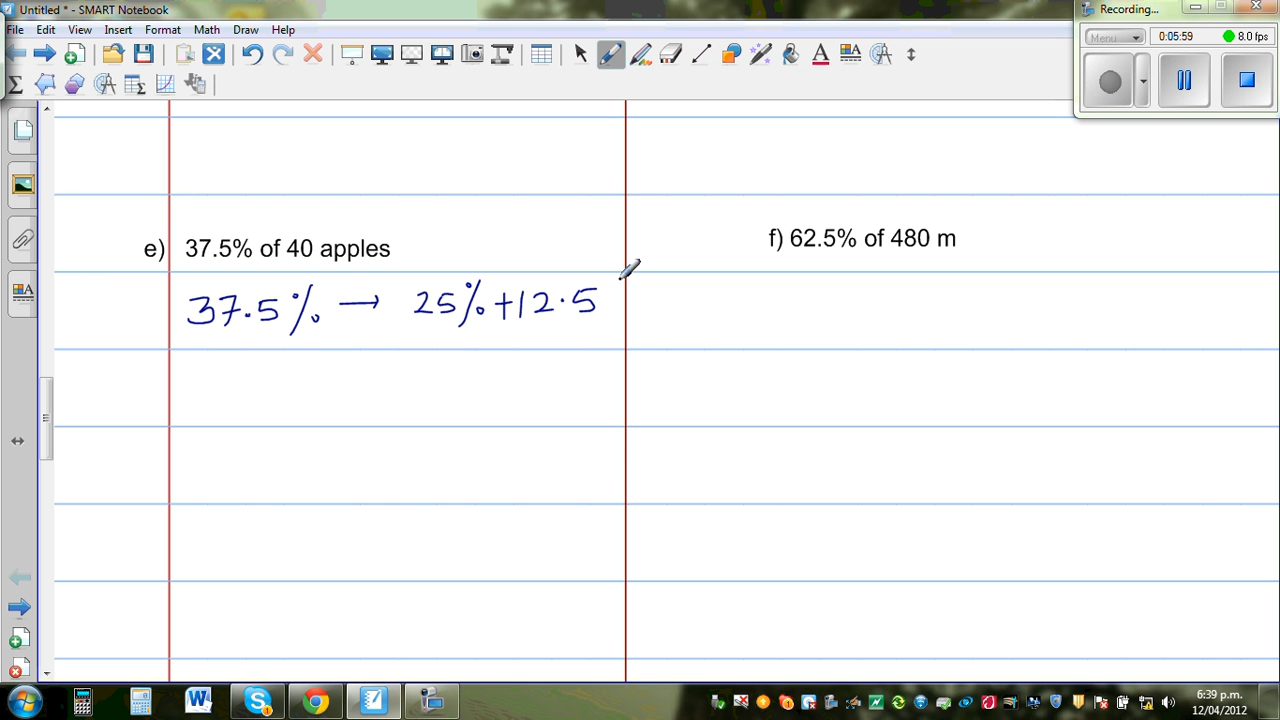 Untitled * - SMART Notebook
File Edit View Insert Format Math Draw Help
Recording...
Menu
0:05:59
8.0 fps
e) 37.5% of 40 apples
37.5% → 25%+12.5
f) 62.5% of 480 m
6:39 p.m.
12/04/2012